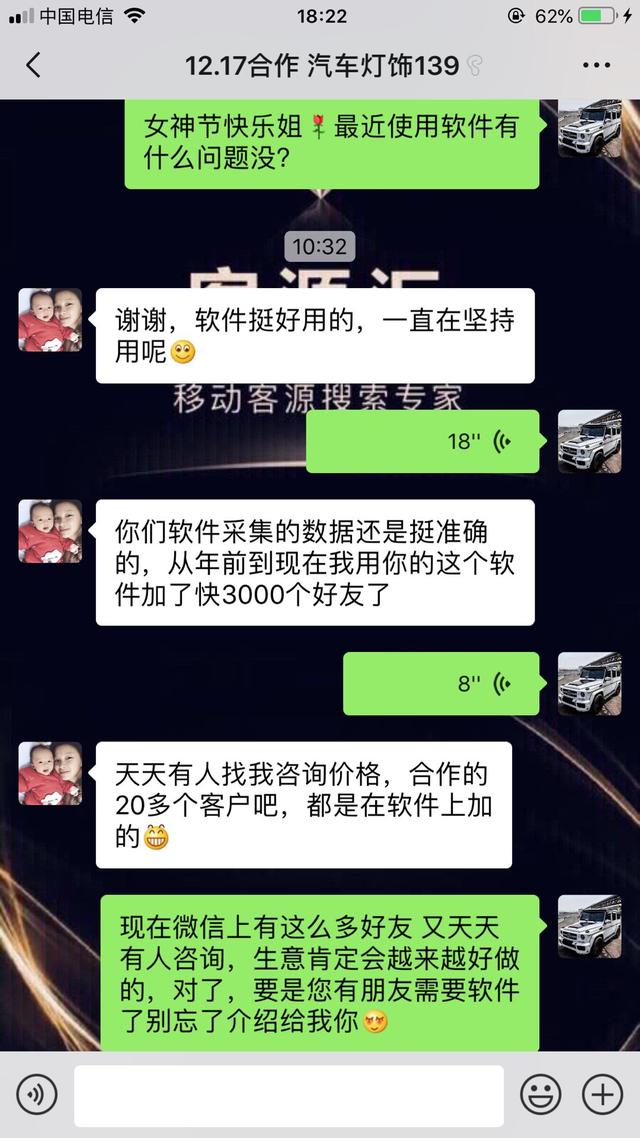 中国电信
18:22
62%
12.17合作 汽车灯饰139
女神节快乐姐🌹最近使用软件有
什么问题没?
10:32
谢谢，软件挺好用的，一直在坚持
用呢
移动客源搜索专家
18"
你们软件采集的数据还是挺准确
的，从年前到现在我用你的这个软
件加了快3000个好友了
8"
天天有人找我咨询价格，合作的
20多个客户吧，都是在软件上加
的😁
现在微信上有这么多好友 又天天
有人咨询，生意肯定会越来越好做
的，对了，要是您有朋友需要软件
了别忘了介绍给我你